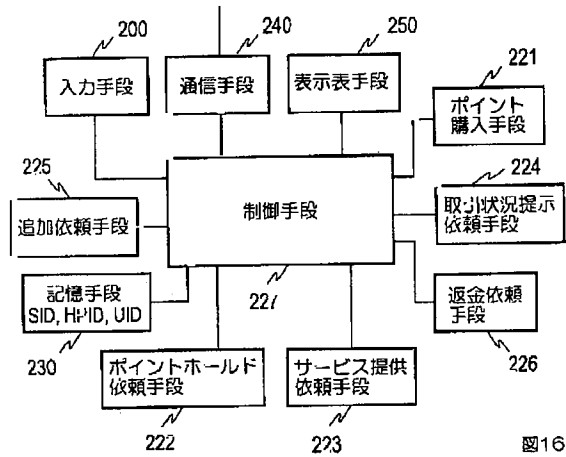 200
240
250
221
入力手段
通信手段
表示表手段
ポイント
購入手段
225
224
追加依頼手段
制御手段
取引状況提示
依頼手段
227
記憶手段
SID, HPID, UID
返金依頼
手段
230
226
ポイントホールド
依頼手段
サービス提供
依頼手段
222
223
図16